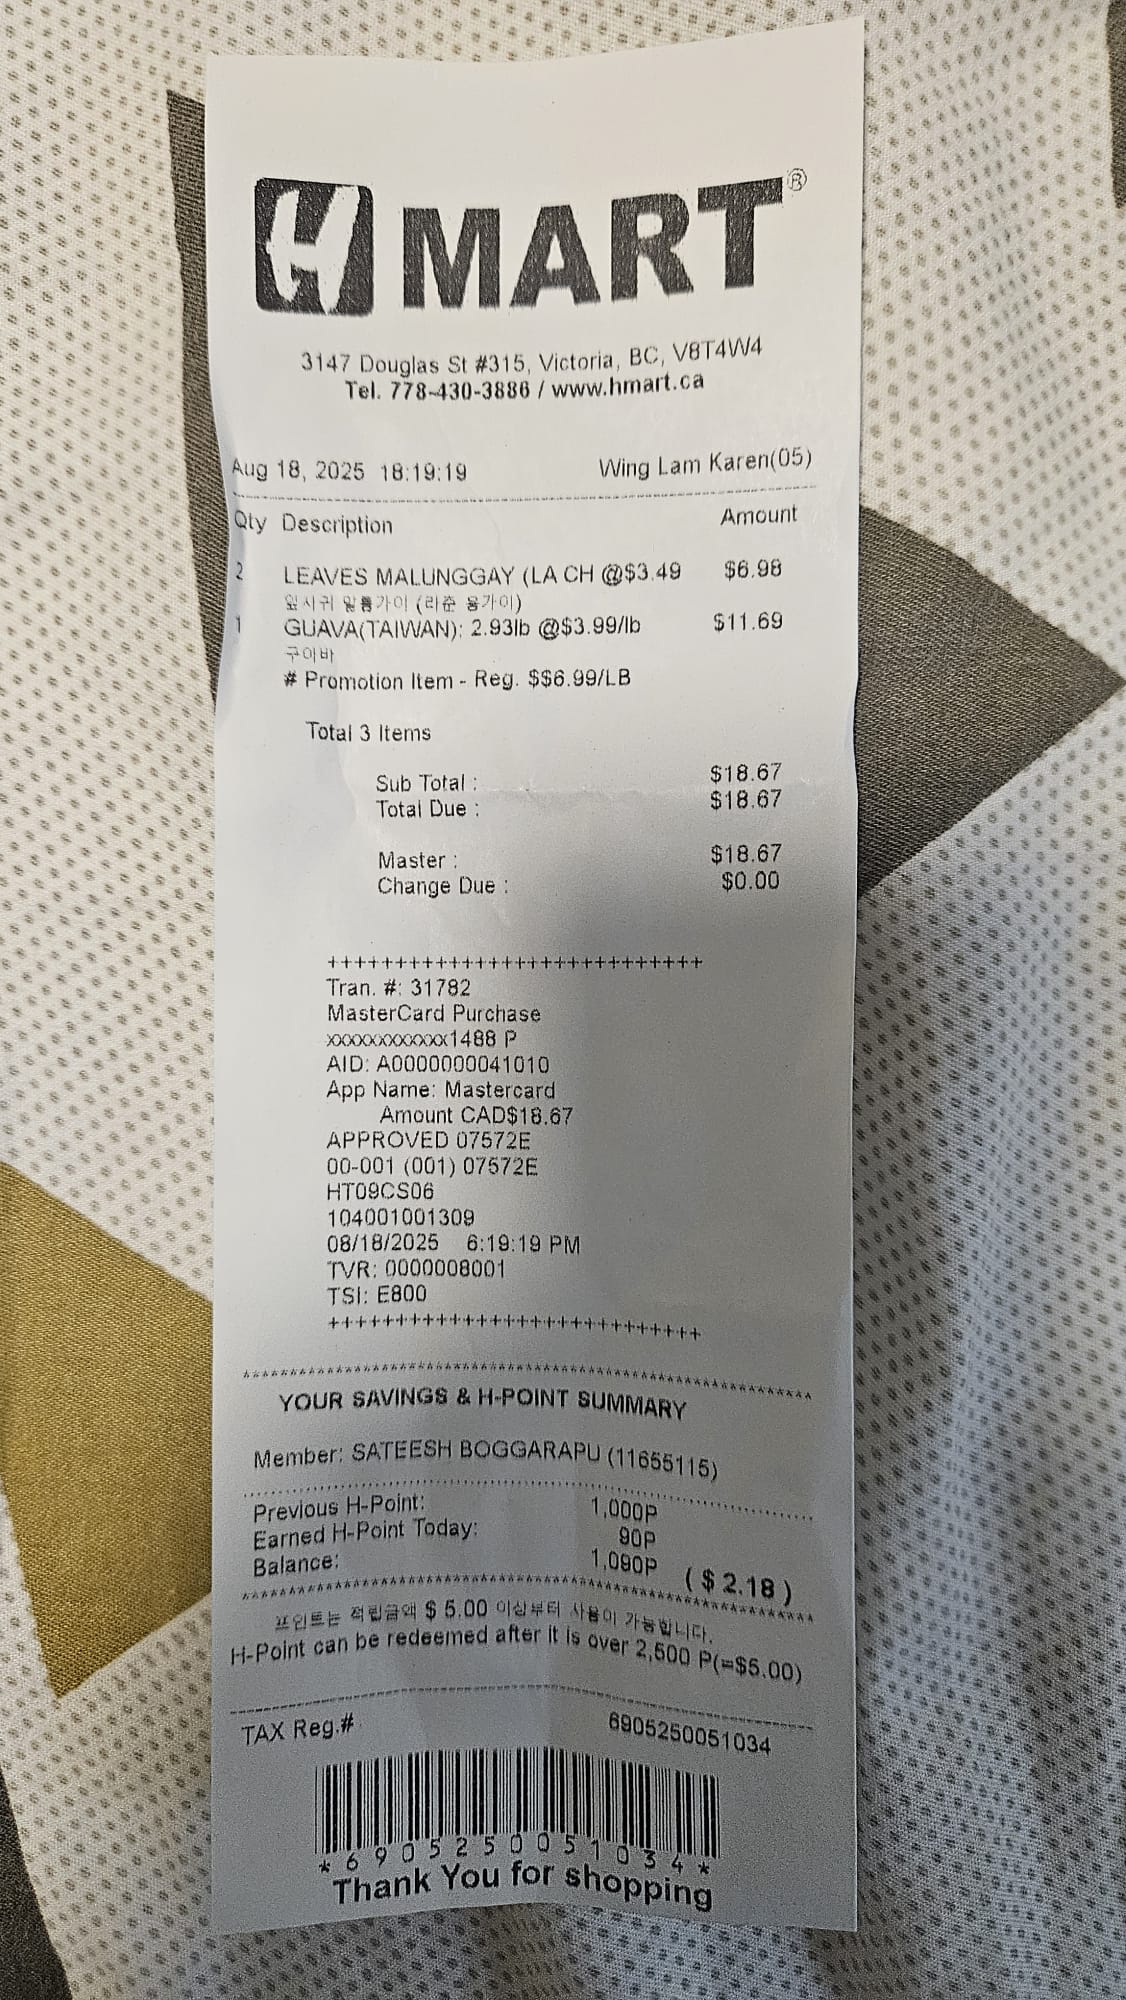 H MART®
3147 Douglas St #315, Victoria, BC, V8T4W4
Tel. 778-430-3886 / www.hmart.ca
Aug 18, 2025 18:19:19 Wing Lam Karen(05)
Qty Description Amount
2 LEAVES MALUNGGAY (LA CH @$3.49 $6.98
잎사귀 말룽가이 (라춘 웅가이)
1 GUAVA(TAIWAN): 2.93lb @$3.99/lb $11.69
구아바
# Promotion Item - Reg. $$6.99/LB
Total 3 Items
Sub Total : $18.67
Total Due : $18.67
Master : $18.67
Change Due : $0.00
++++++++++++++++++++++++++++
Tran. #: 31782
MasterCard Purchase
xxxxxxxxxxxx1488 P
AID: A0000000041010
App Name: Mastercard
Amount CAD$18.67
APPROVED 07572E
00-001 (001) 07572E
HT09CS06
104001001309
08/18/2025 6:19:19 PM
TVR: 0000008001
TSI: E800
++++++++++++++++++++++++++++
YOUR SAVINGS & H-POINT SUMMARY
Member: SATEESH BOGGARAPU (11655115)
Previous H-Point: 1,000P
Earned H-Point Today: 90P
Balance: 1,090P ( $ 2.18 )
포인트는 적립금액 $ 5.00 이상부터 사용이 가능합니다.
H-Point can be redeemed after it is over 2,500 P(=$5.00)
TAX Reg.# 6905250051034
*6905250051034*
Thank You for shopping